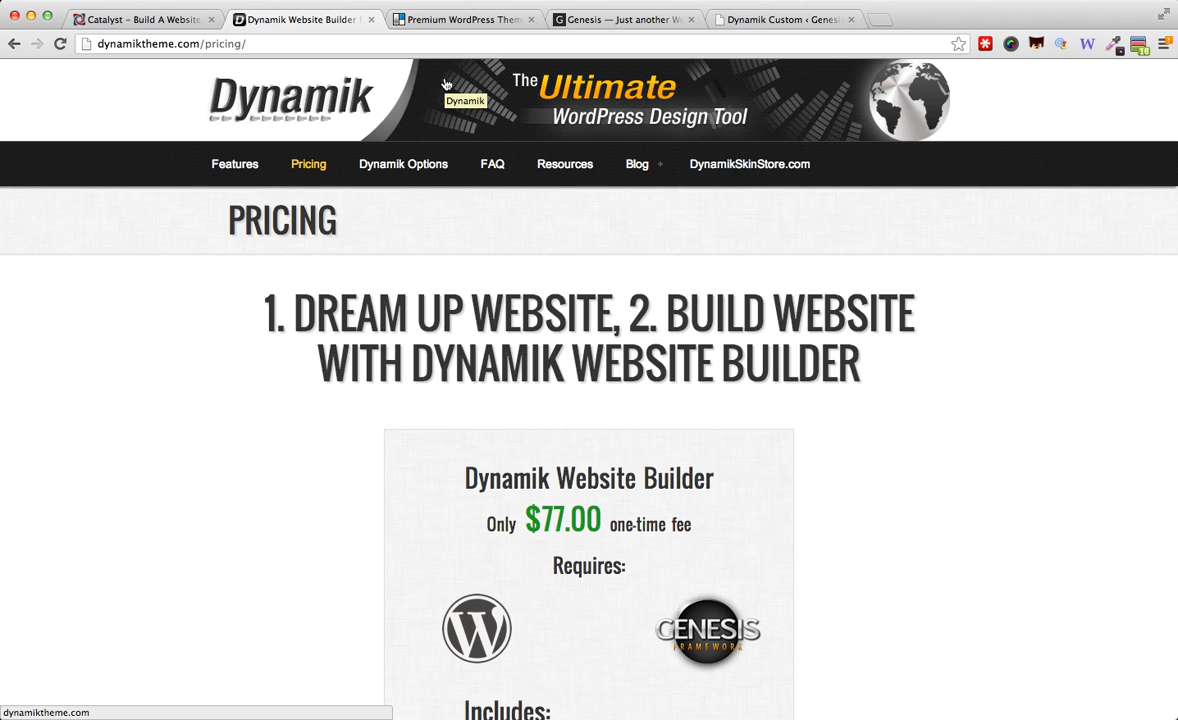 Catalyst – Build A Website,
Dynamik Website Builder f
Premium WordPress Them
Genesis — Just another W
Dynamik Custom ‹ Genesi
dynamiktheme.com/pricing/
Dynamik
The Ultimate
WordPress Design Tool
Dynamik
Features
Pricing
Dynamik Options
FAQ
Resources
Blog +
DynamikSkinStore.com
PRICING
1. DREAM UP WEBSITE, 2. BUILD WEBSITE
WITH DYNAMIK WEBSITE BUILDER
Dynamik Website Builder
Only $77.00 one-time fee
Requires:
GENESIS
FRAMEWORK
Includes:
dynamiktheme.com